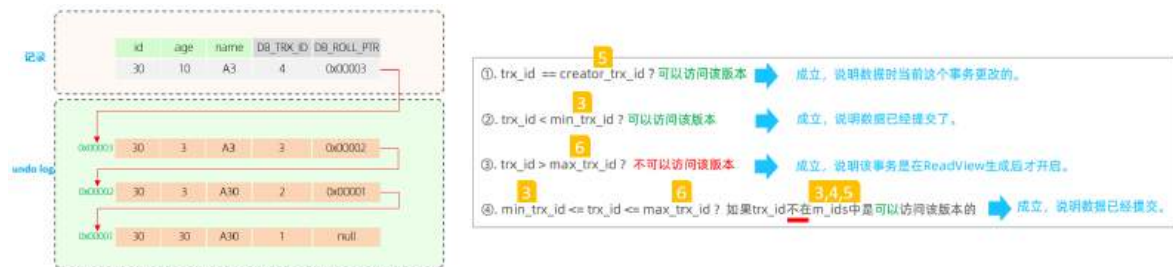 记录
id age name DB_TRX_ID DB_ROLL_PTR
30 10 A3 4 0x00003
undo log
0x00003 30 3 A3 3 0x00002
0x00002 30 3 A30 2 0x00001
0x00001 30 30 A30 1 null
5
①. trx_id == creator_trx_id ? 可以访问该版本 成立，说明数据时当前这个事务更改的。
3
②. trx_id < min_trx_id ? 可以访问该版本 成立，说明数据已经提交了。
6
③. trx_id > max_trx_id ? 不可以访问该版本 成立，说明该事务是在ReadView生成后才开启。
3 6 3,4,5
④. min_trx_id <= trx_id <= max_trx_id ? 如果trx_id不在m_ids中是可以访问该版本的 成立，说明数据已经提交。